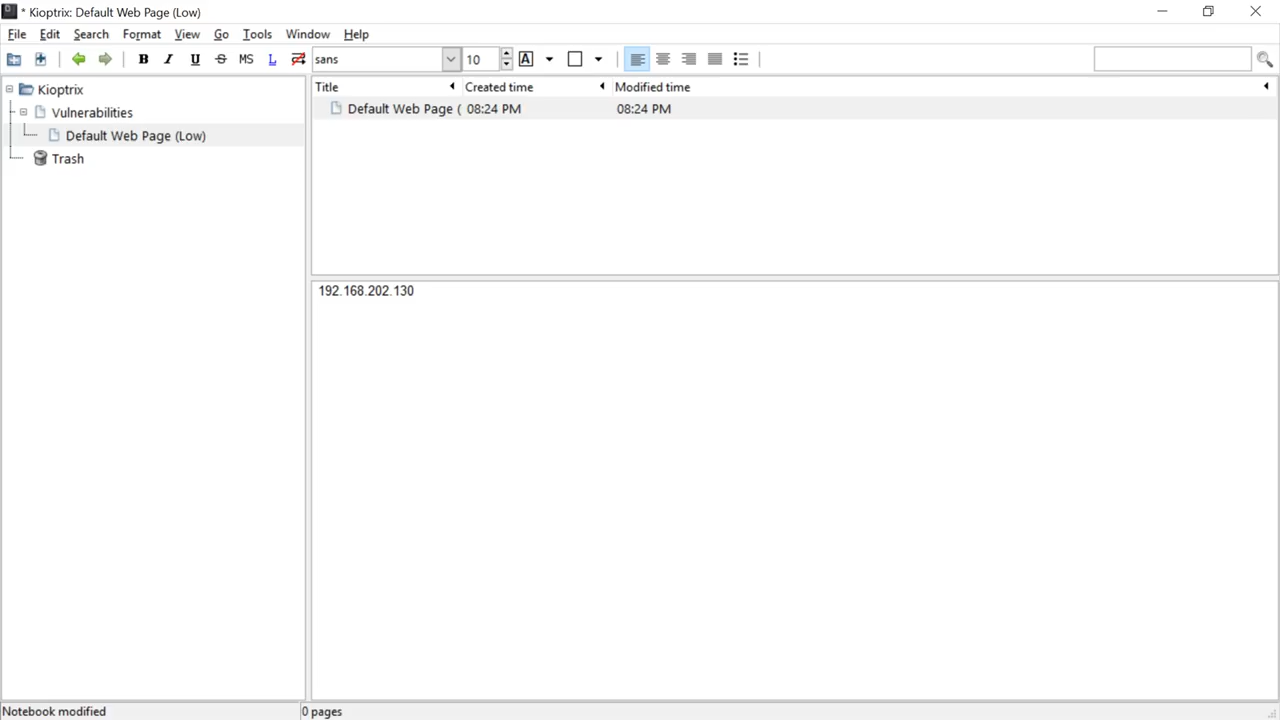 * Kioptrix: Default Web Page (Low)
File Edit Search Format View Go Tools Window Help
B I U S MS L sans 10 A
Kioptrix
Vulnerabilities
Default Web Page (Low)
Trash
Title Created time Modified time
Default Web Page ( 08:24 PM 08:24 PM
192.168.202.130
Notebook modified 0 pages